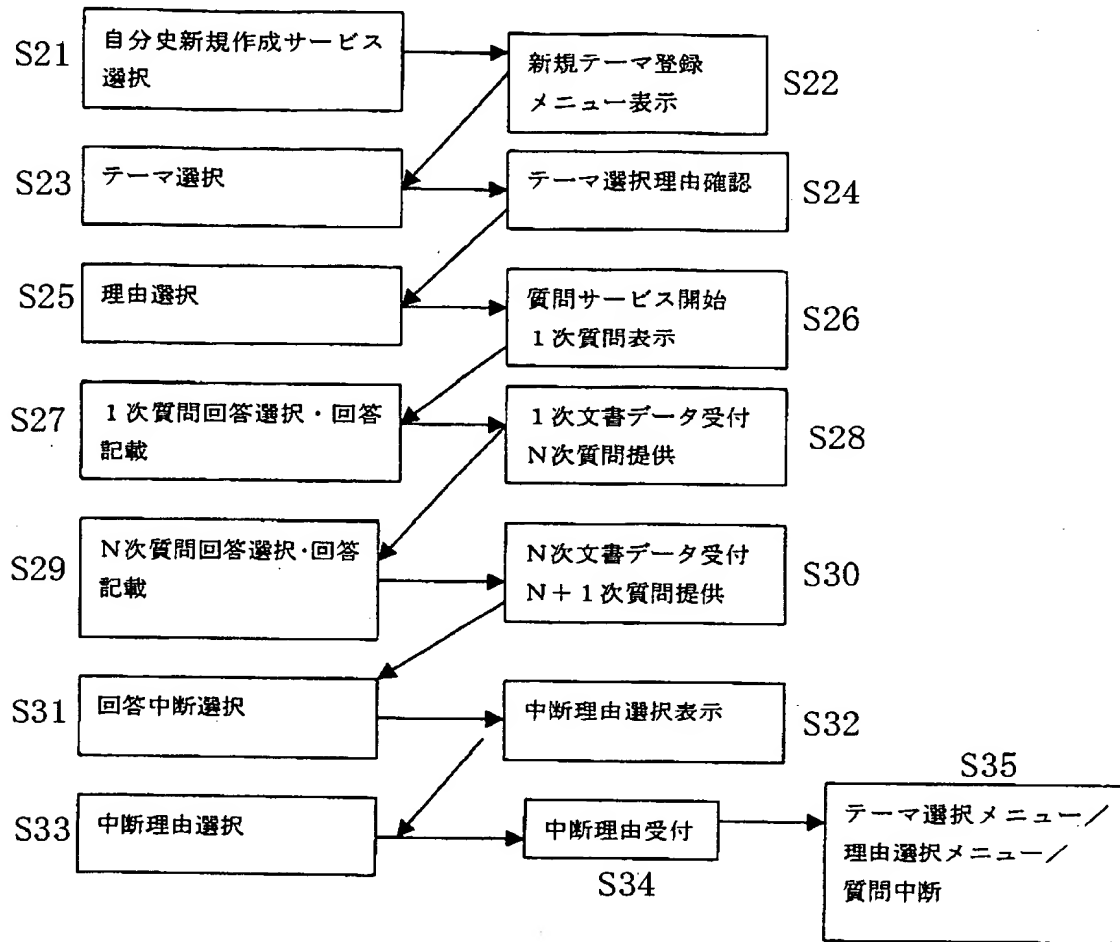 S21
自分史新規作成サービス
選択
新規テーマ登録
メニュー表示
S22
S23
テーマ選択
テーマ選択理由確認
S24
S25
理由選択
質問サービス開始
1次質問表示
S26
S27
1次質問回答選択・回答
記載
1次文書データ受付
N次質問提供
S28
S29
N次質問回答選択・回答
記載
N次文書データ受付
N+1次質問提供
S30
S31
回答中断選択
中断理由選択表示
S32
S33
中断理由選択
中断理由受付
S34
S35
テーマ選択メニュー/
理由選択メニュー/
質問中断